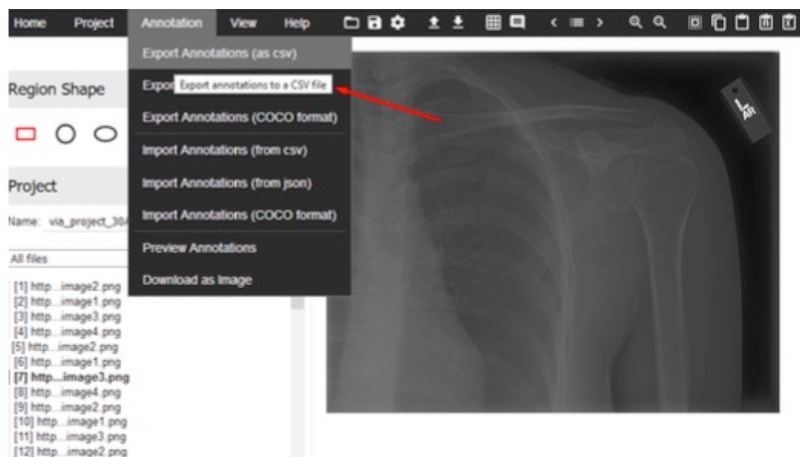 Home Project Annotation View Help
Export Annotations (as csv)
Expor
Export annotations to a CSV file
Export Annotations (COCO format)
Import Annotations (from csv)
Import Annotations (from json)
Import Annotations (COCO format)
Preview Annotations
Download as Image
Region Shape
Project
Name: via_project_30A
All files
[1] http...image2.png
[2] http...image1.png
[3] http...image3.png
[4] http...image4.png
[5] http...image2.png
[6] http...image1.png
[7] http...image3.png
[8] http...image4.png
[9] http...image2.png
[10] http...image1.png
[11] http...image3.png
[12] http...image2.png
L
AR